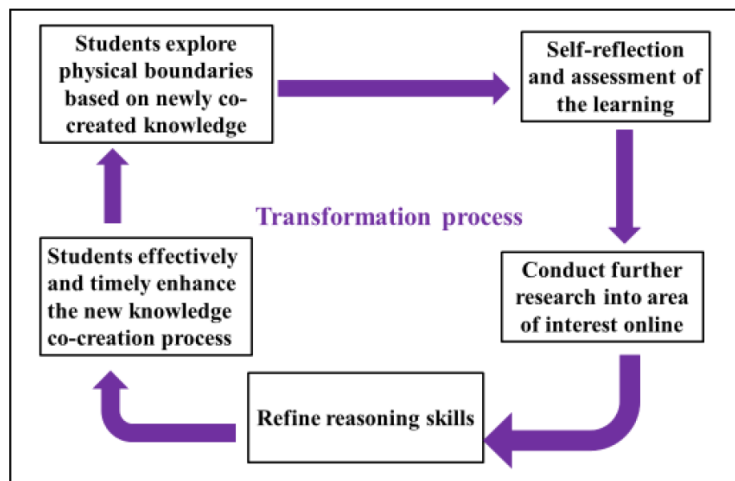 Students explore
physical boundaries
based on newly co-
created knowledge
Self-reflection
and assessment of
the learning
Transformation process
Students effectively
and timely enhance
the new knowledge
co-creation process
Conduct further
research into area
of interest online
Refine reasoning skills